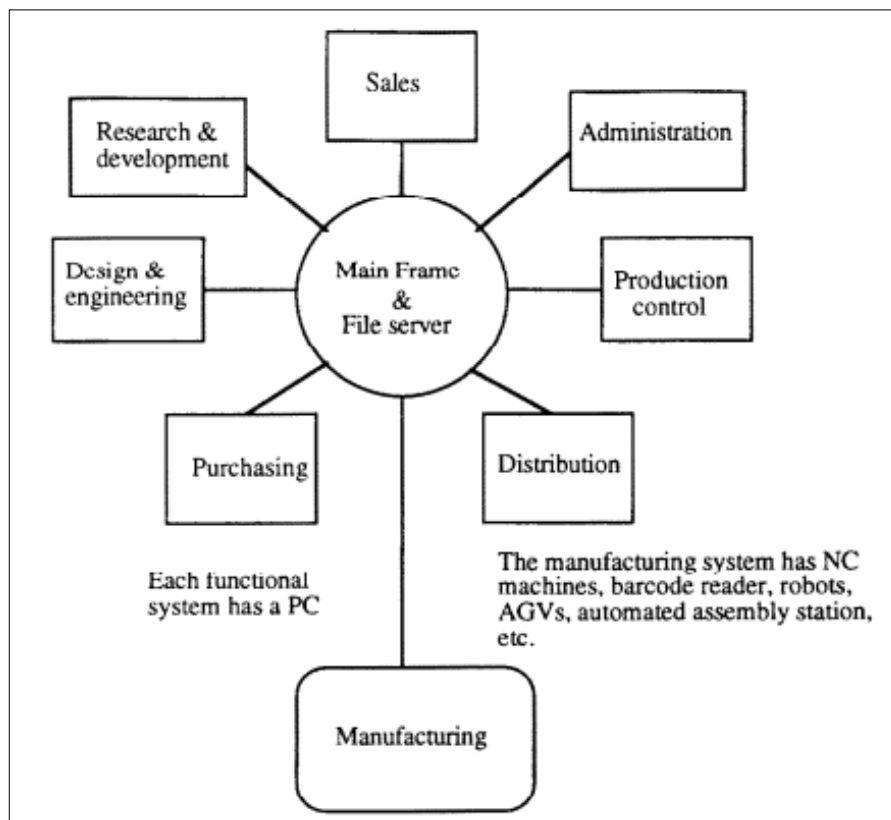 Sales
Research &
development
Administration
Design &
engineering
Main Frame
&
File server
Production
control
Purchasing
Distribution
Each functional
system has a PC
The manufacturing system has NC
machines, barcode reader, robots,
AGVs, automated assembly station,
etc.
Manufacturing